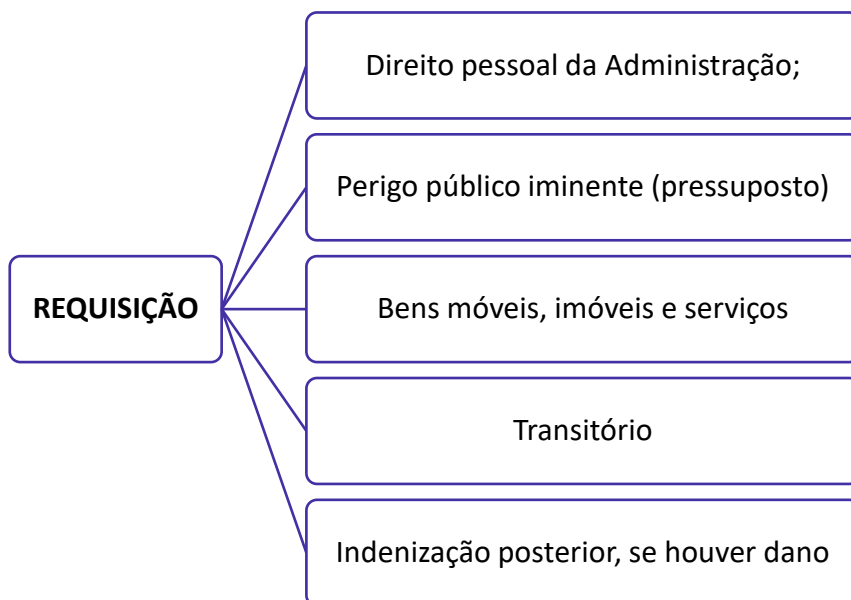 REQUISIÇÃO
Direito pessoal da Administração;
Perigo público iminente (pressuposto)
Bens móveis, imóveis e serviços
Transitório
Indenização posterior, se houver dano